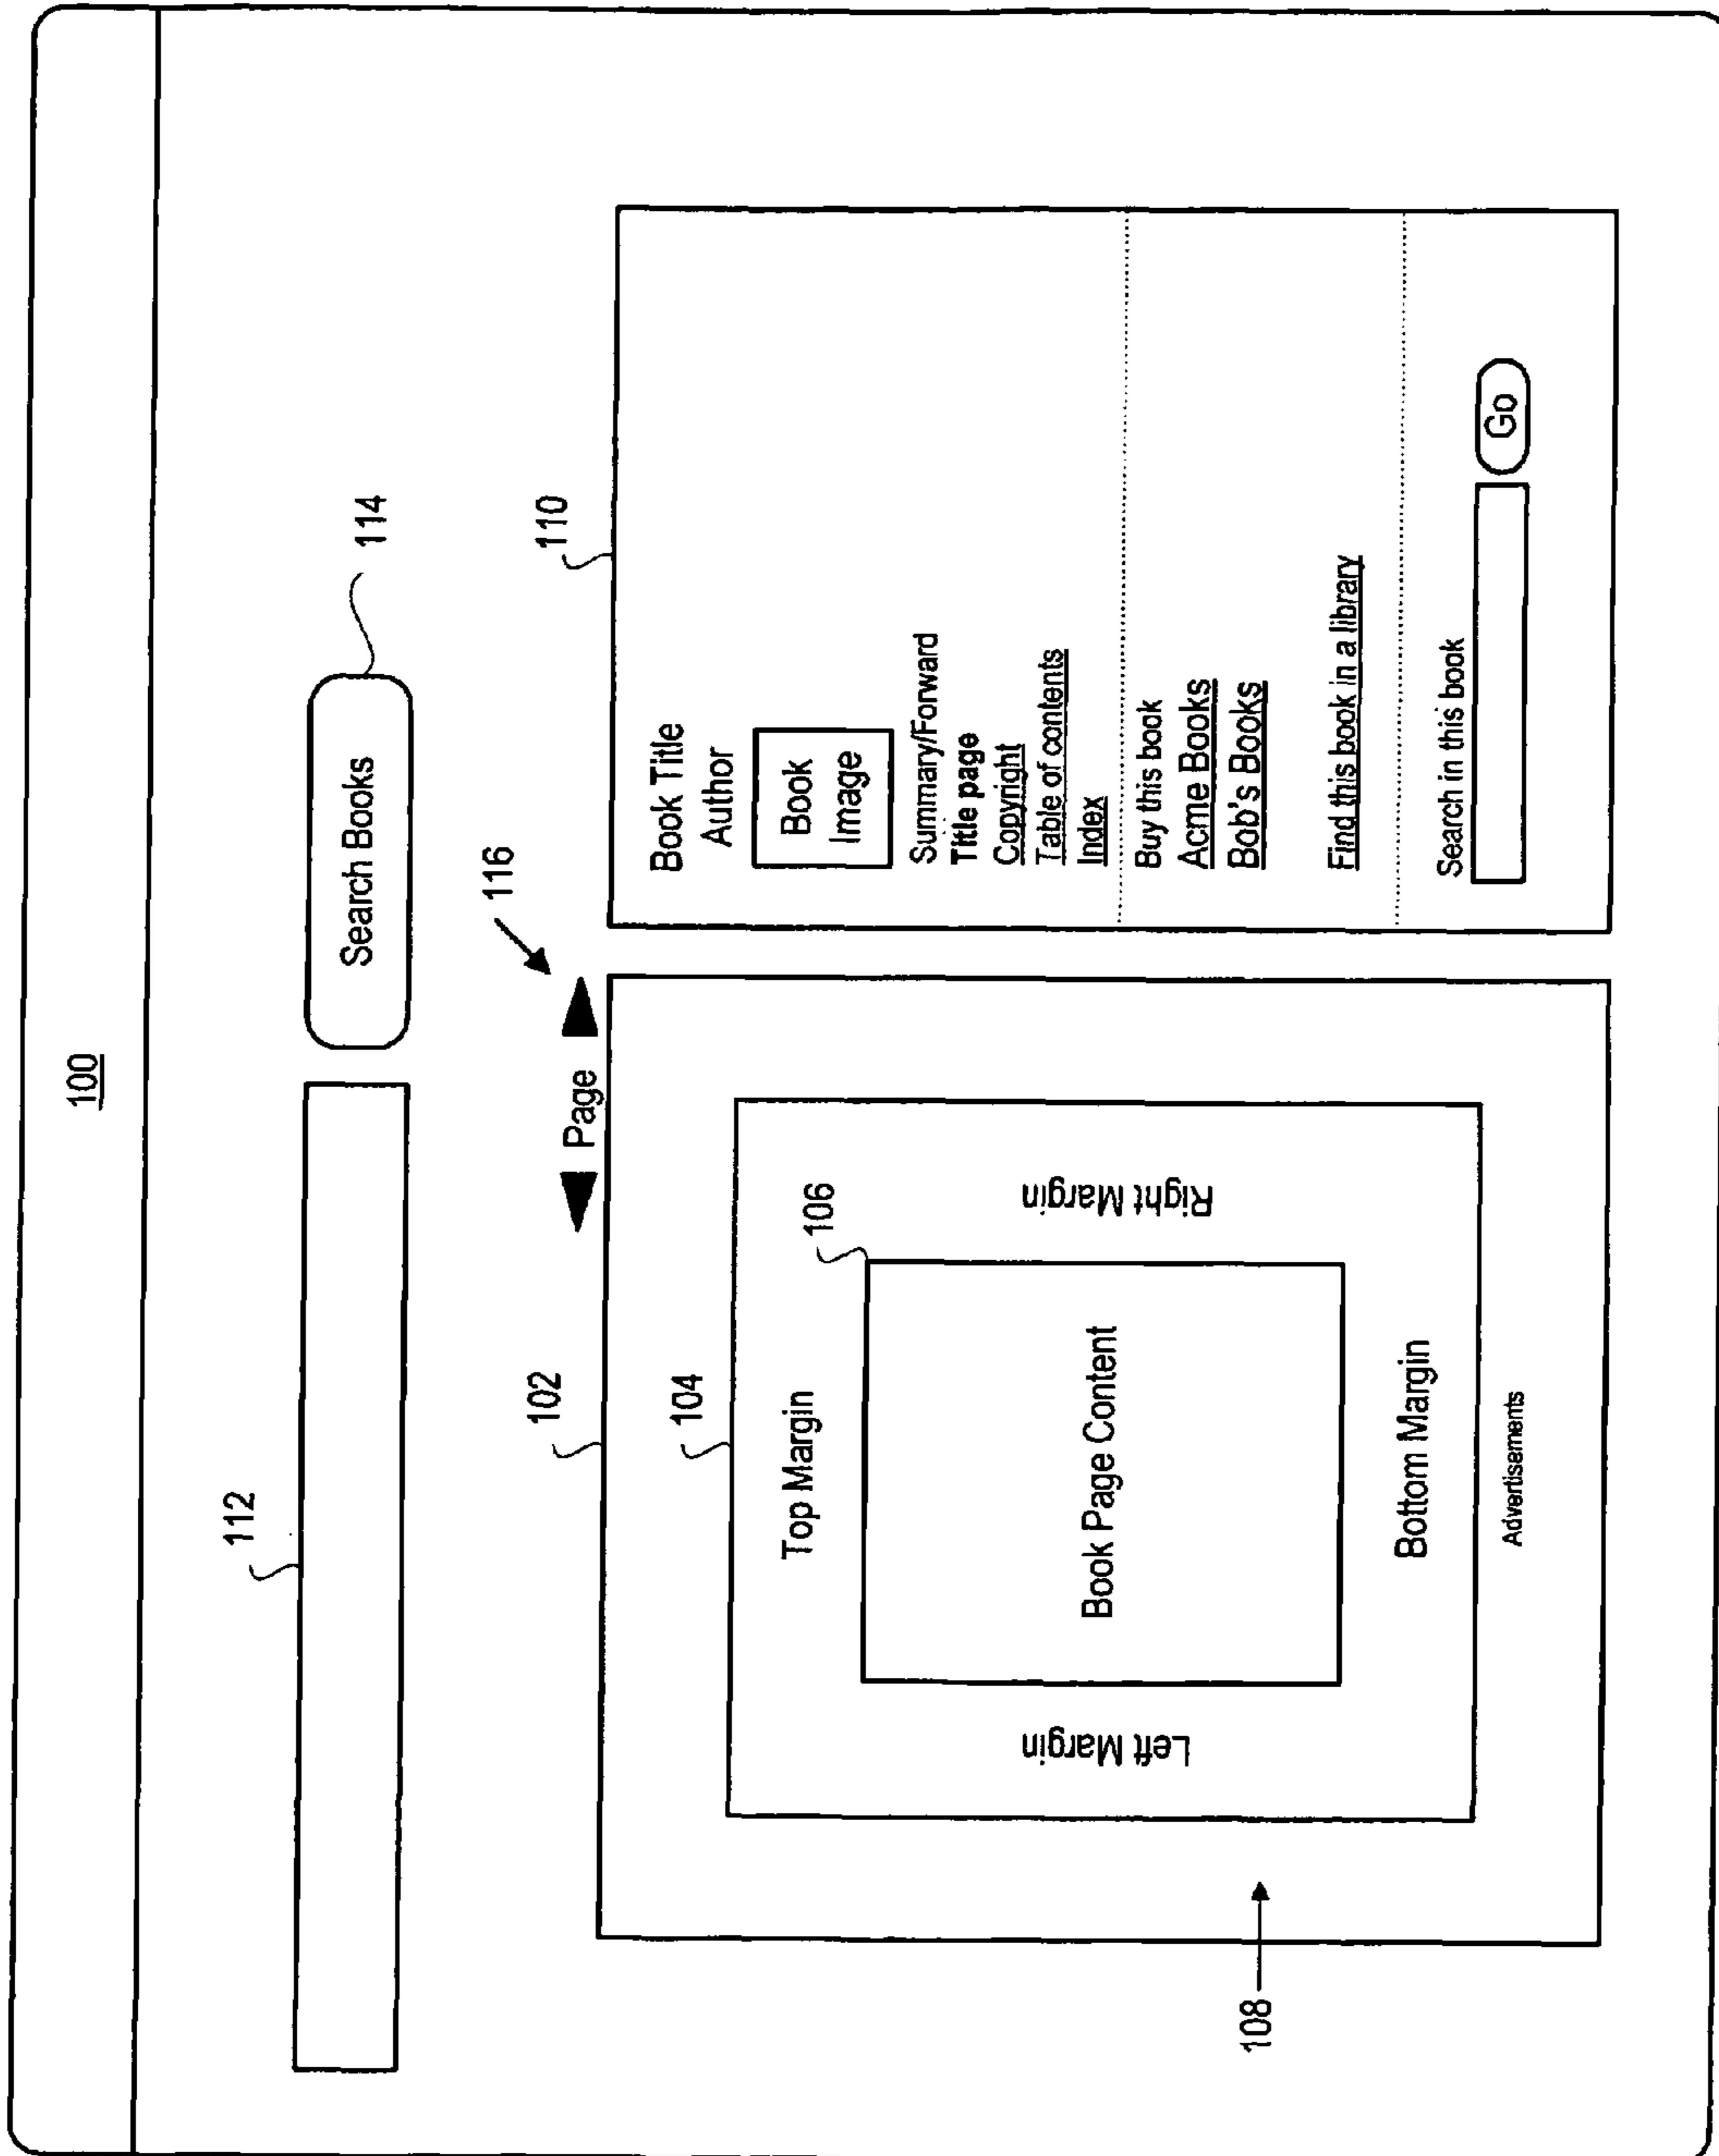 100
112
Search Books
114
116
Page
102
104
Top Margin
106
Left Margin
Book Page Content
Right Margin
Bottom Margin
Advertisements
108
110
Book Title
Author
Book
Image
Summary/Forward
Title page
Copyright
Table of contents
Index
Buy this book
Acme Books
Bob's Books
Find this book in a library
Search in this book
Go